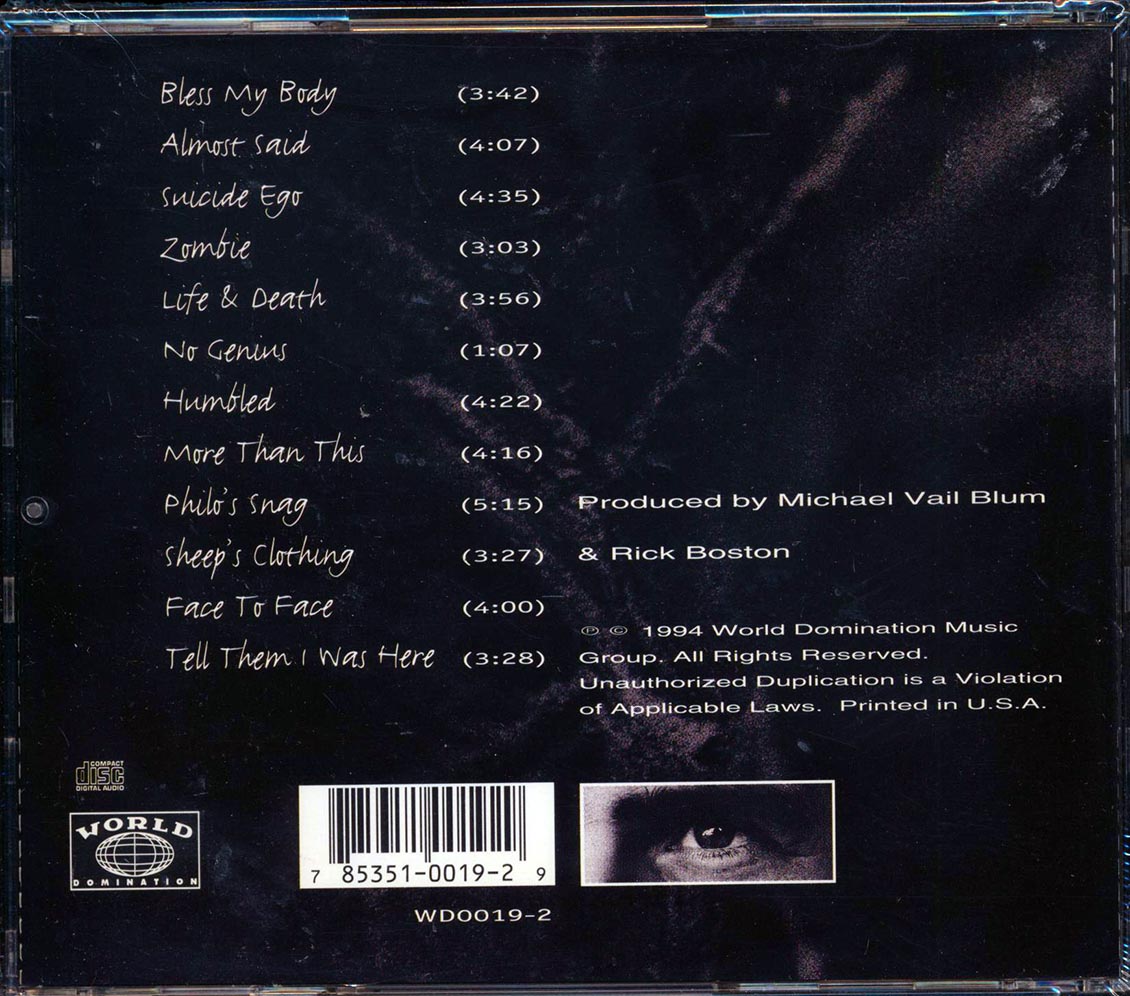 Bless My Body (3:42)
Almost Said (4:07)
Suicide Ego (4:35)
Zombie (3:03)
Life & Death (3:56)
No Genius (1:07)
Humbled (4:22)
More Than This (4:16)
Philo's Snag (5:15)
Sheep's Clothing (3:27)
Face To Face (4:00)
Tell Them I Was Here (3:28)
Produced by Michael Vail Blum
& Rick Boston
℗ © 1994 World Domination Music
Group. All Rights Reserved.
Unauthorized Duplication is a Violation
of Applicable Laws. Printed in U.S.A.
COMPACT
disc
DIGITAL AUDIO
WORLD
DOMINATION
7 85351-0019-2 9
WD0019-2